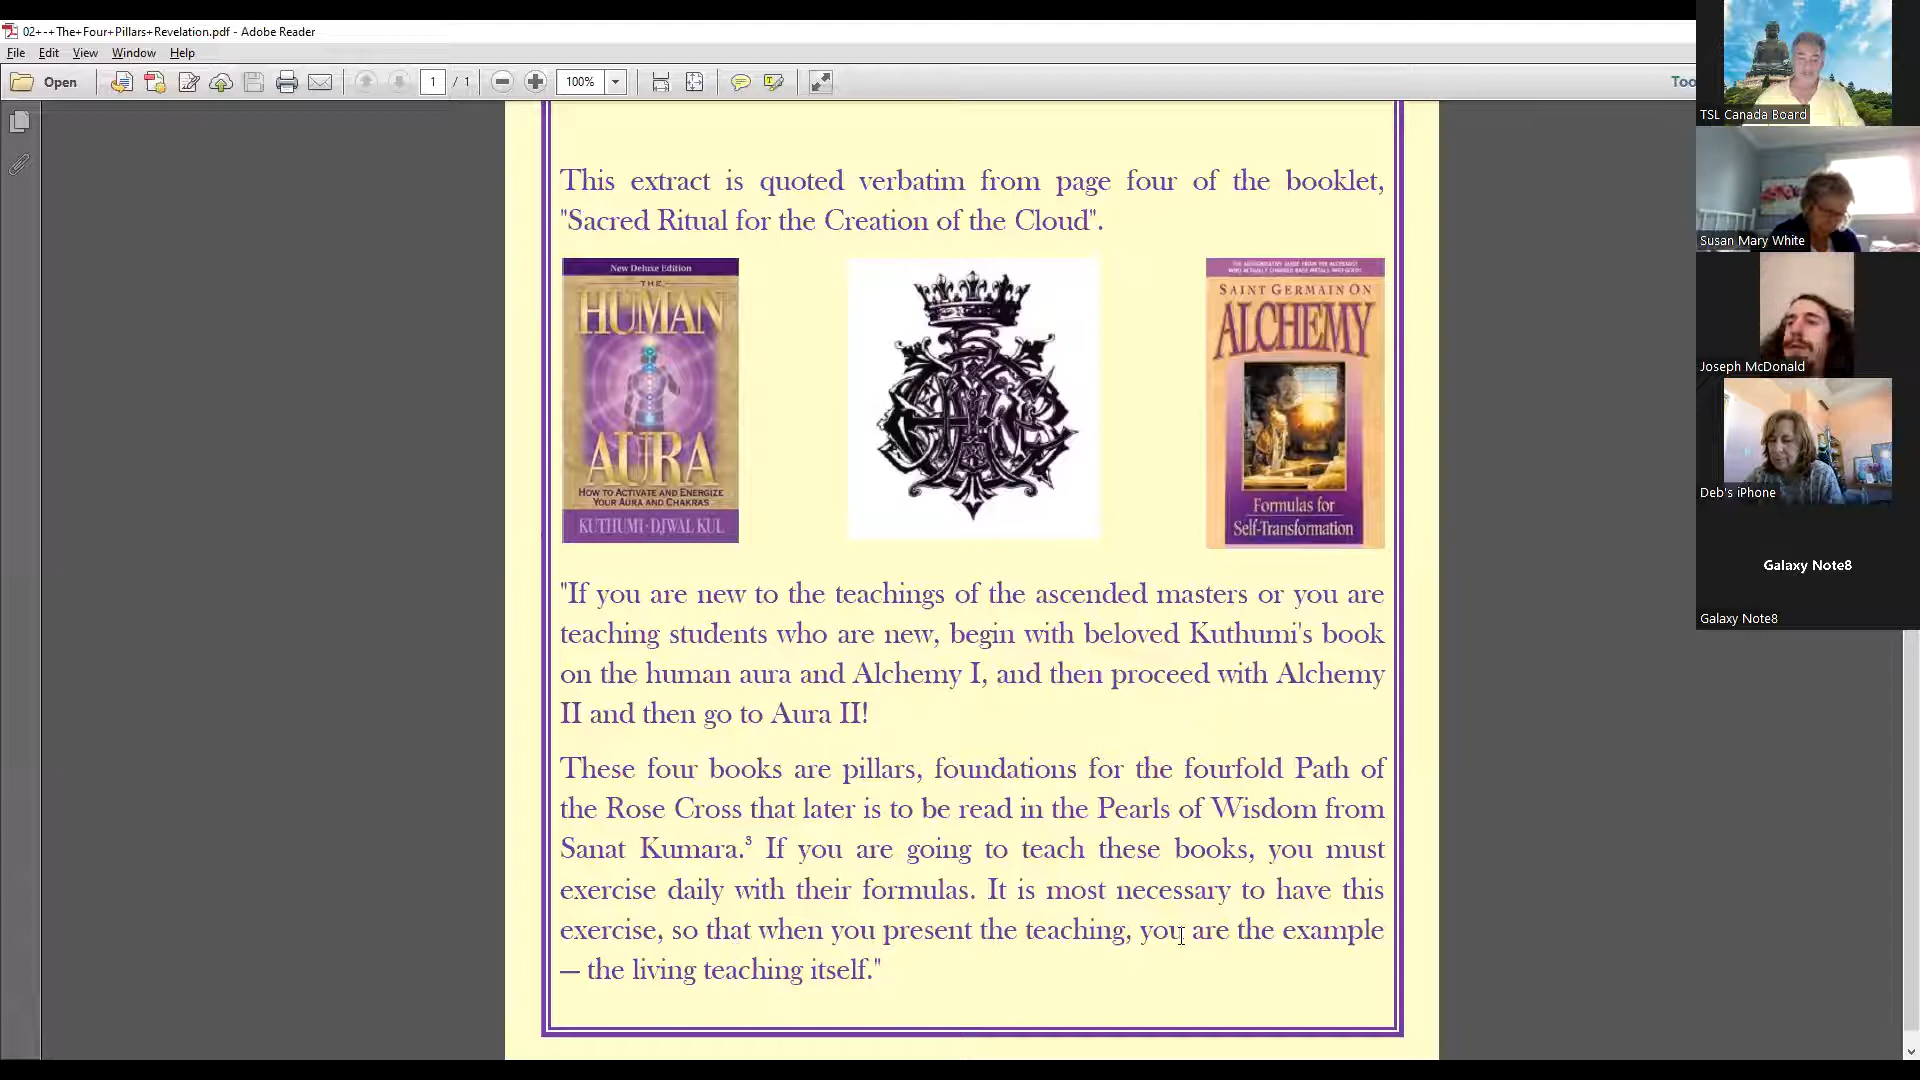 02+-+The+Four+Pillars+Revelation.pdf - Adobe Reader
File Edit View Window Help
Open
1 / 1
100%
Too
This extract is quoted verbatim from page four of the booklet,
"Sacred Ritual for the Creation of the Cloud".
New Deluxe Edition
THE
HUMAN
AURA
HOW TO ACTIVATE AND ENERGIZE
YOUR AURA AND CHAKRAS
KUTHUMI · DJWAL KUL
SAINT GERMAIN ON
ALCHEMY
Formulas for
Self-Transformation
"If you are new to the teachings of the ascended masters or you are
teaching students who are new, begin with beloved Kuthumi's book
on the human aura and Alchemy I, and then proceed with Alchemy
II and then go to Aura II!
These four books are pillars, foundations for the fourfold Path of
the Rose Cross that later is to be read in the Pearls of Wisdom from
Sanat Kumara.³ If you are going to teach these books, you must
exercise daily with their formulas. It is most necessary to have this
exercise, so that when you present the teaching, you are the example
— the living teaching itself."
TSL Canada Board
Susan Mary White
Joseph McDonald
Deb's iPhone
Galaxy Note8
Galaxy Note8